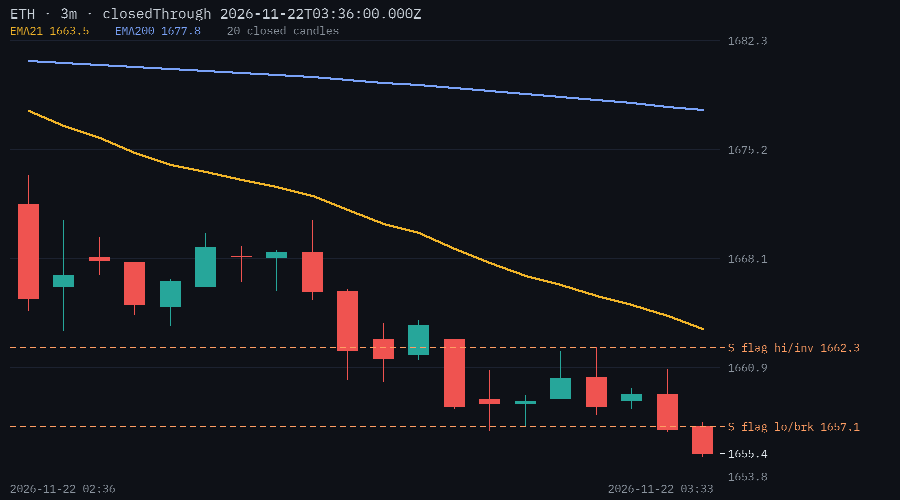 ETH · 3m · closedThrough 2026-11-22T03:36:00.000Z
EMA21 1663.5 EMA200 1677.8 20 closed candles
1682.3
1675.2
1668.1
S flag hi/inv 1662.3
1660.9
S flag lo/brk 1657.1
1655.4
1653.8
2026-11-22 02:36 2026-11-22 03:33